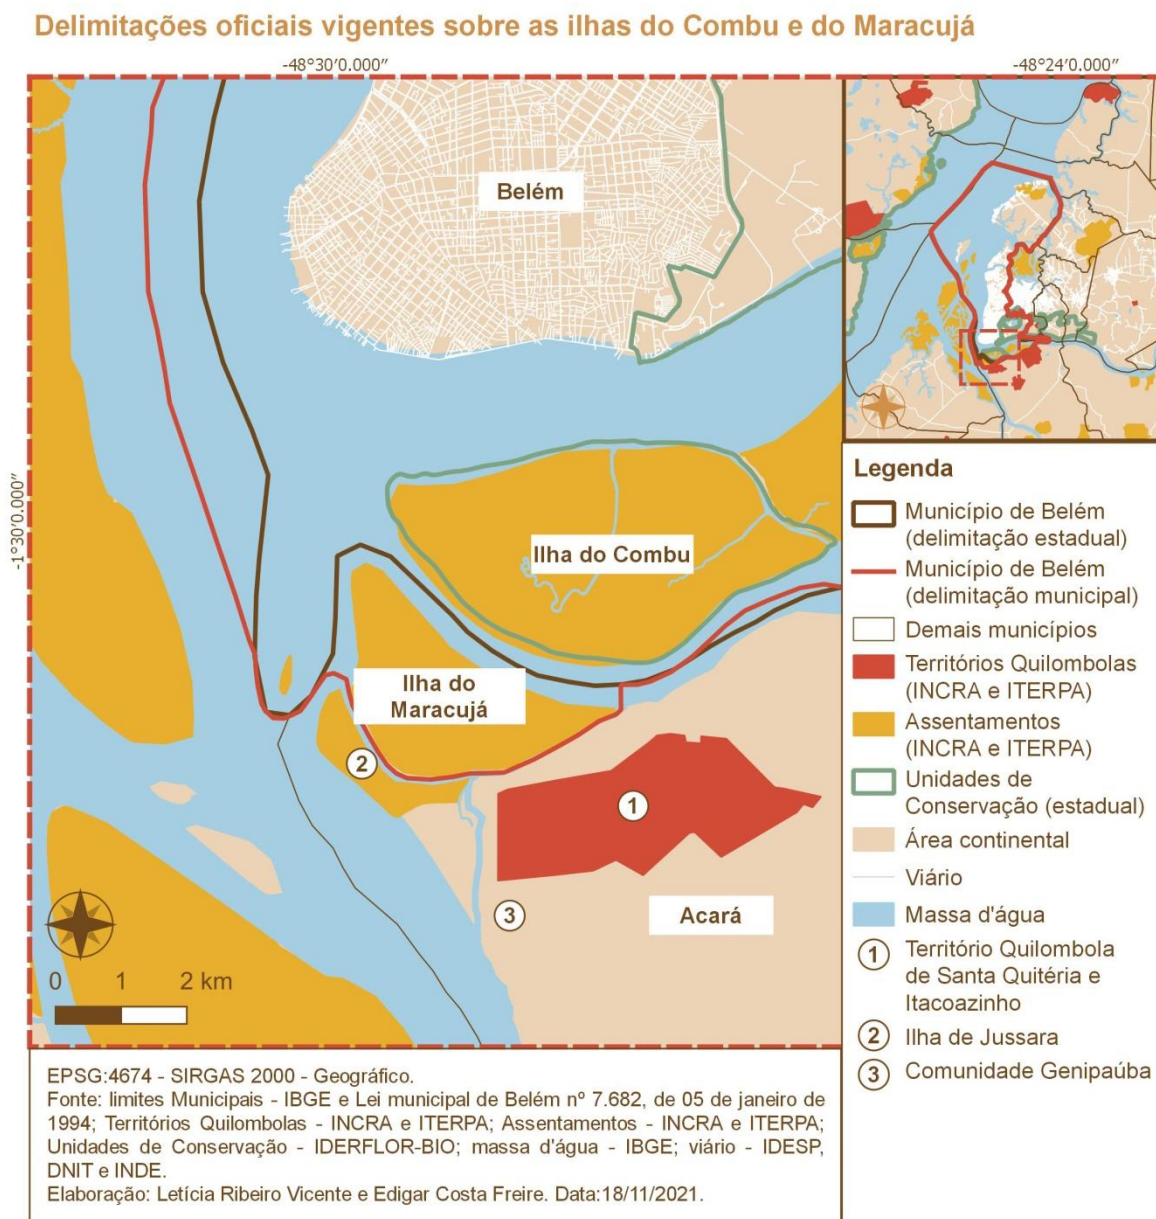 Delimitações oficiais vigentes sobre as ilhas do Combu e do Maracujá
-48°30'0.000"
-48°24'0.000"
-1°30'0.000"
Belém
Ilha do Combu
Ilha do
Maracujá
2
1
3
Acará
0 1 2 km
Legenda
Município de Belém
(delimitação estadual)
Município de Belém
(delimitação municipal)
Demais municípios
Territórios Quilombolas
(INCRA e ITERPA)
Assentamentos
(INCRA e ITERPA)
Unidades de
Conservação (estadual)
Área continental
Viário
Massa d'água
1 Território Quilombola
de Santa Quitéria e
Itacoazinho
2 Ilha de Jussara
3 Comunidade Genipaúba
EPSG:4674 - SIRGAS 2000 - Geográfico.
Fonte: limites Municipais - IBGE e Lei municipal de Belém nº 7.682, de 05 de janeiro de
1994; Territórios Quilombolas - INCRA e ITERPA; Assentamentos - INCRA e ITERPA;
Unidades de Conservação - IDERFLOR-BIO; massa d'água - IBGE; viário - IDESP,
DNIT e INDE.
Elaboração: Letícia Ribeiro Vicente e Edigar Costa Freire. Data:18/11/2021.